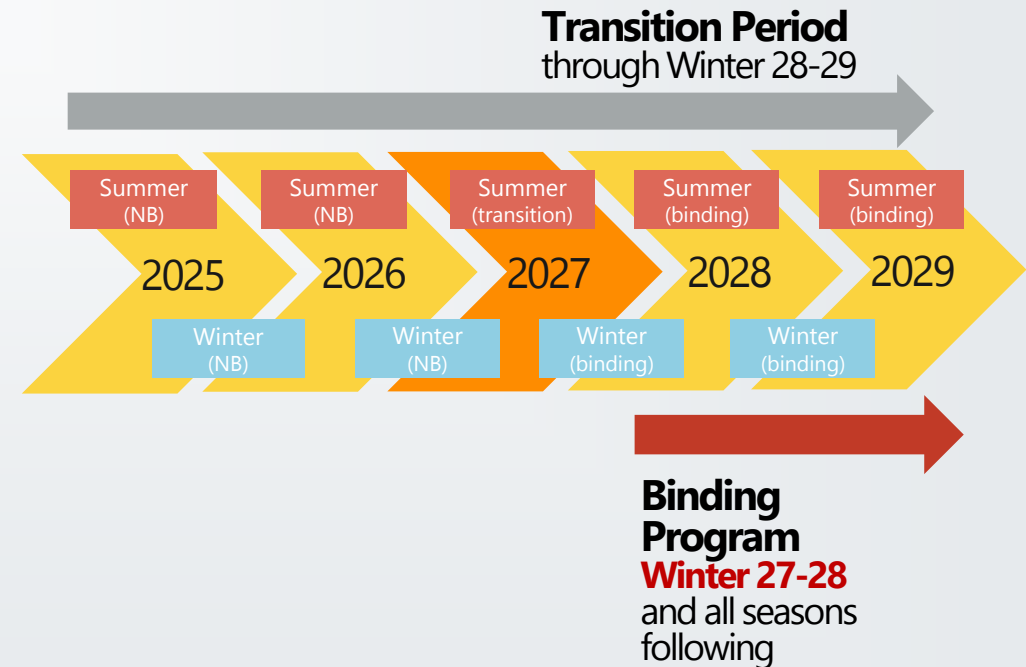 Transition Period
through Winter 28-29
Summer
(NB)
Summer
(NB)
Summer
(transition)
Summer
(binding)
Summer
(binding)
2025
2026
2027
2028
2029
Winter
(NB)
Winter
(NB)
Winter
(binding)
Winter
(binding)
Binding
Program
Winter 27-28
and all seasons
following